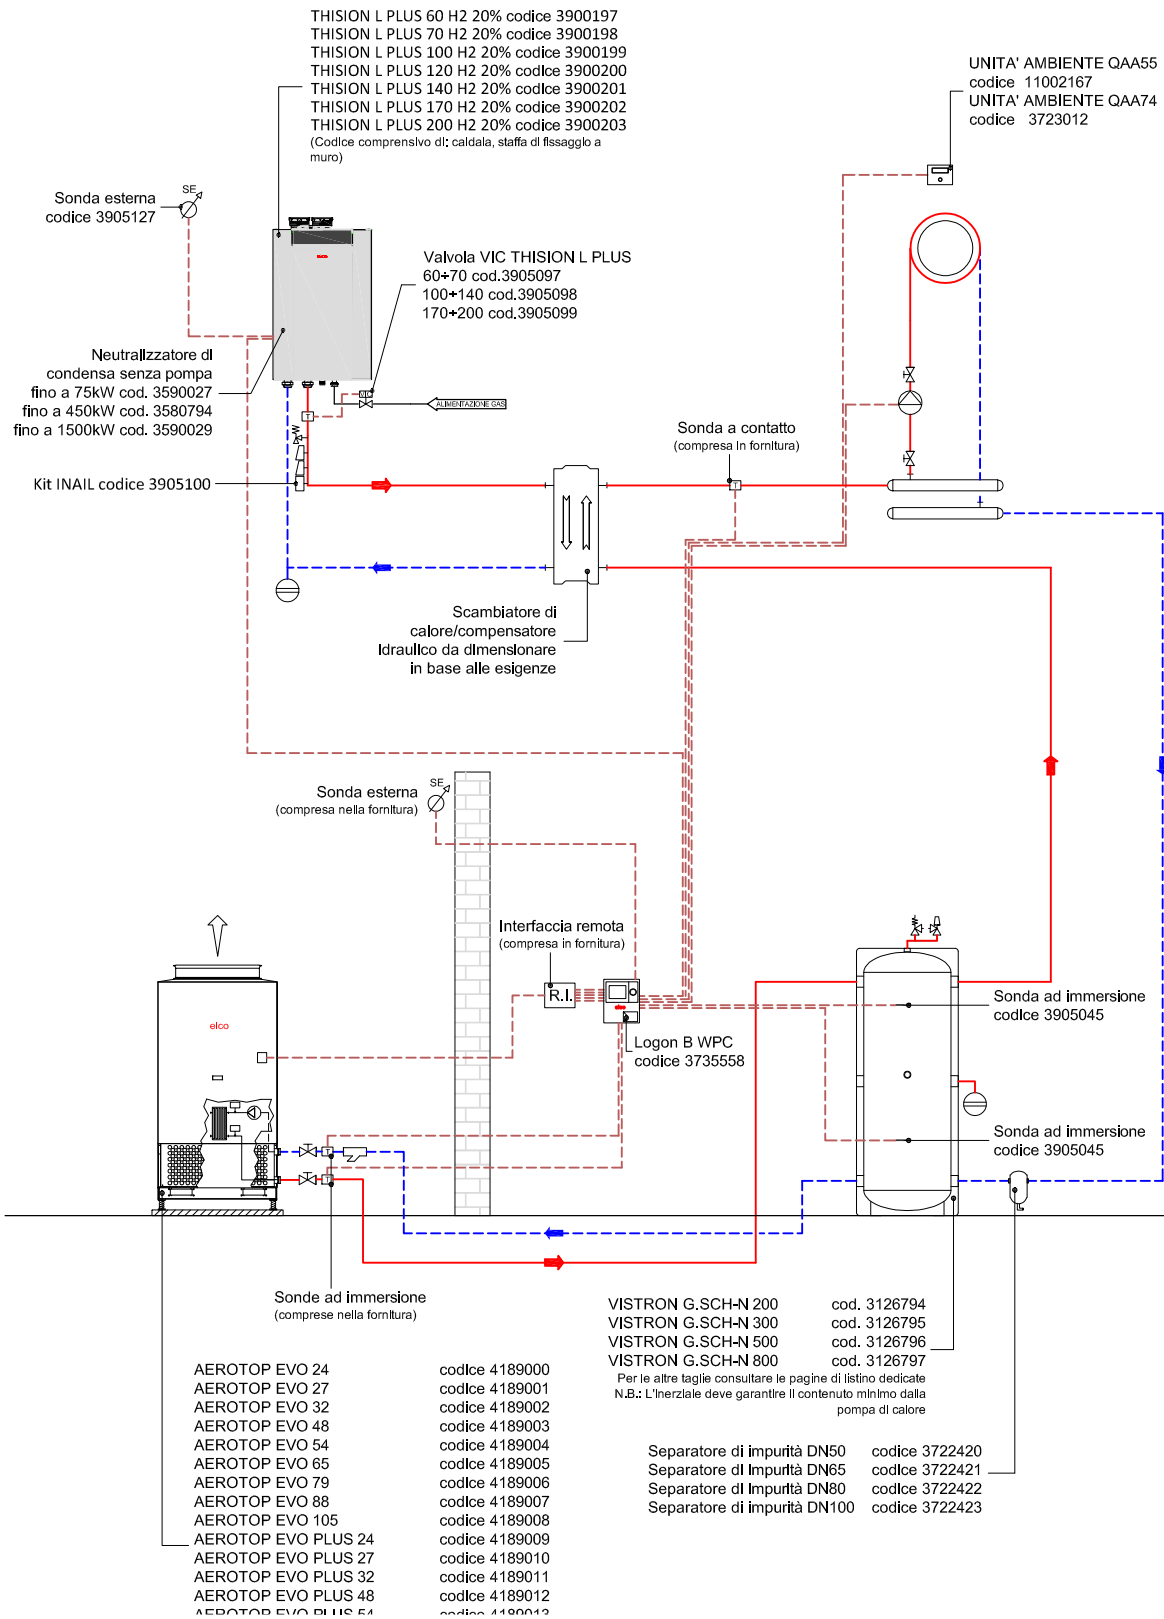 THISION L PLUS 60 H2 20% codice 3900197
THISION L PLUS 70 H2 20% codice 3900198
THISION L PLUS 100 H2 20% codice 3900199
THISION L PLUS 120 H2 20% codice 3900200
THISION L PLUS 140 H2 20% codice 3900201
THISION L PLUS 170 H2 20% codice 3900202
THISION L PLUS 200 H2 20% codice 3900203
(Codice comprensivo di: caldaia, staffa di fissaggio a
muro)
UNITA' AMBIENTE QAA55
codice 11002167
UNITA' AMBIENTE QAA74
codice 3723012
Sonda esterna
codice 3905127
SE
elco
Valvola VIC THISION L PLUS
60÷70 cod.3905097
100÷140 cod.3905098
170÷200 cod.3905099
Neutralizzatore di
condensa senza pompa
fino a 75kW cod. 3590027
fino a 450kW cod. 3580794
fino a 1500kW cod. 3590029
VIC
ALIMENTAZIONE GAS
T
Kit INAIL codice 3905100
Sonda a contatto
(compresa in fornitura)
T
Scambiatore di
calore/compensatore
idraulico da dimensionare
in base alle esigenze
Sonda esterna
(compresa nella fornitura)
SE
Interfaccia remota
(compresa in fornitura)
R.I.
elco
Logon B WPC
codice 3735558
elco
Sonda ad immersione
codice 3905045
Sonda ad immersione
codice 3905045
T
T
Sonde ad immersione
(comprese nella fornitura)
VISTRON G.SCH-N 200 cod. 3126794
VISTRON G.SCH-N 300 cod. 3126795
VISTRON G.SCH-N 500 cod. 3126796
VISTRON G.SCH-N 800 cod. 3126797
Per le altre taglie consultare le pagine di listino dedicate
N.B.: L'inerziale deve garantire il contenuto minimo dalla
pompa di calore
Separatore di impurità DN50 codice 3722420
Separatore di impurità DN65 codice 3722421
Separatore di impurità DN80 codice 3722422
Separatore di impurità DN100 codice 3722423
AEROTOP EVO 24 codice 4189000
AEROTOP EVO 27 codice 4189001
AEROTOP EVO 32 codice 4189002
AEROTOP EVO 48 codice 4189003
AEROTOP EVO 54 codice 4189004
AEROTOP EVO 65 codice 4189005
AEROTOP EVO 79 codice 4189006
AEROTOP EVO 88 codice 4189007
AEROTOP EVO 105 codice 4189008
AEROTOP EVO PLUS 24 codice 4189009
AEROTOP EVO PLUS 27 codice 4189010
AEROTOP EVO PLUS 32 codice 4189011
AEROTOP EVO PLUS 48 codice 4189012
AEROTOP EVO PLUS 54 codice 4189013